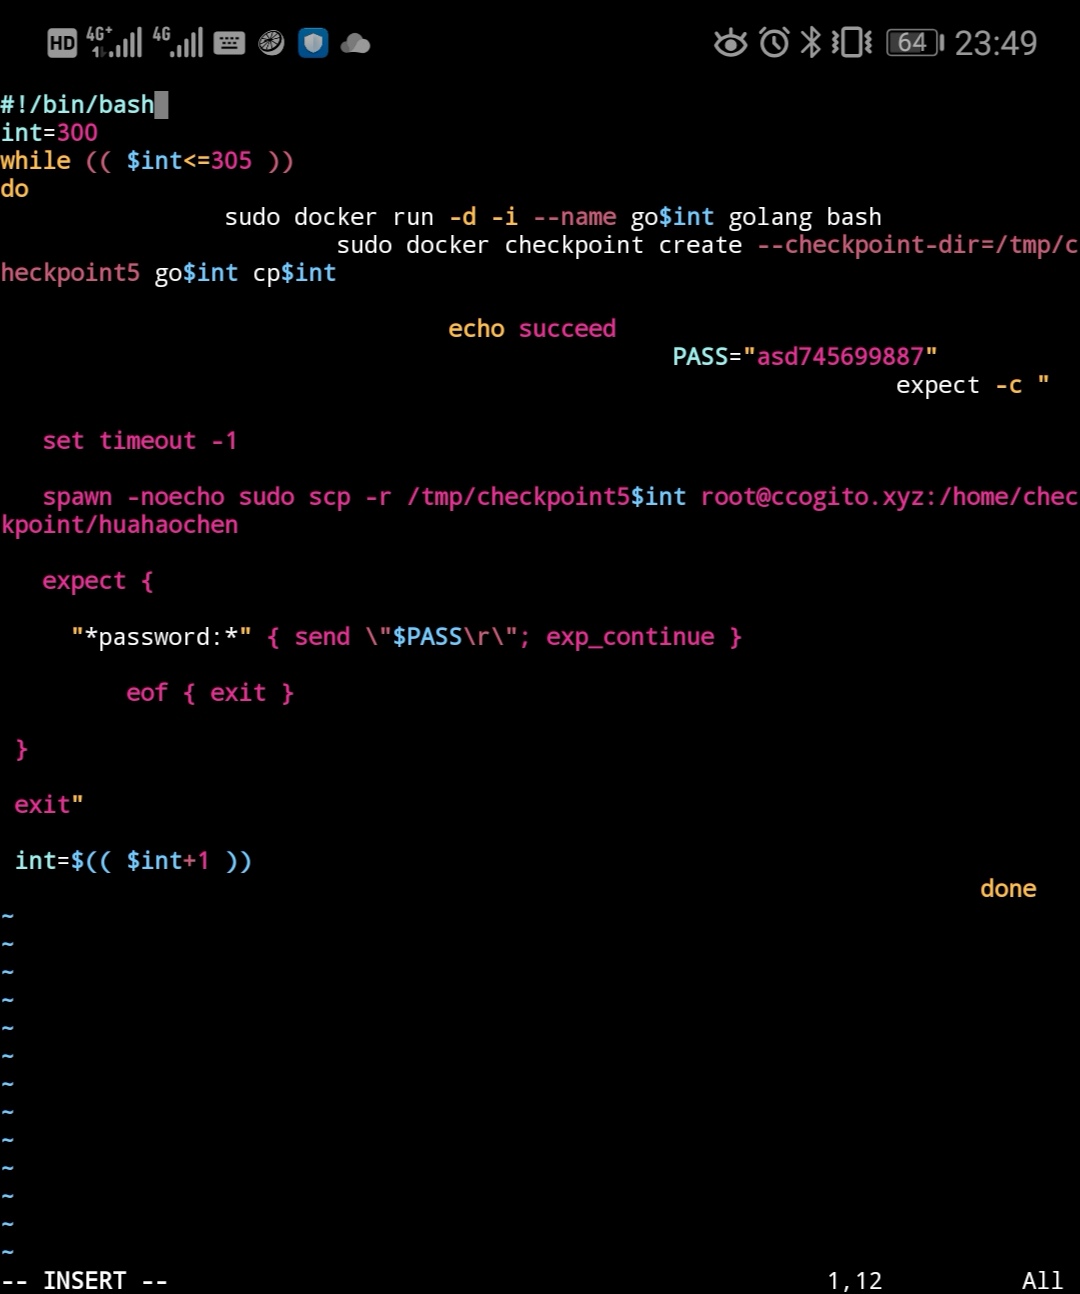 HD 4G+ 4G 64 23:49
#!/bin/bash
int=300
while (( $int<=305 ))
do
sudo docker run -d -i --name go$int golang bash
sudo docker checkpoint create --checkpoint-dir=/tmp/c
heckpoint5 go$int cp$int
echo succeed
PASS="asd745699887"
expect -c "
set timeout -1
spawn -noecho sudo scp -r /tmp/checkpoint5$int root@ccogito.xyz:/home/chec
kpoint/huahaochen
expect {
"*password:*" { send \"$PASS\r\"; exp_continue }
eof { exit }
}
exit"
int=$(( $int+1 ))
done
~
~
~
~
~
~
~
~
~
~
~
~
~
-- INSERT -- 1,12 All